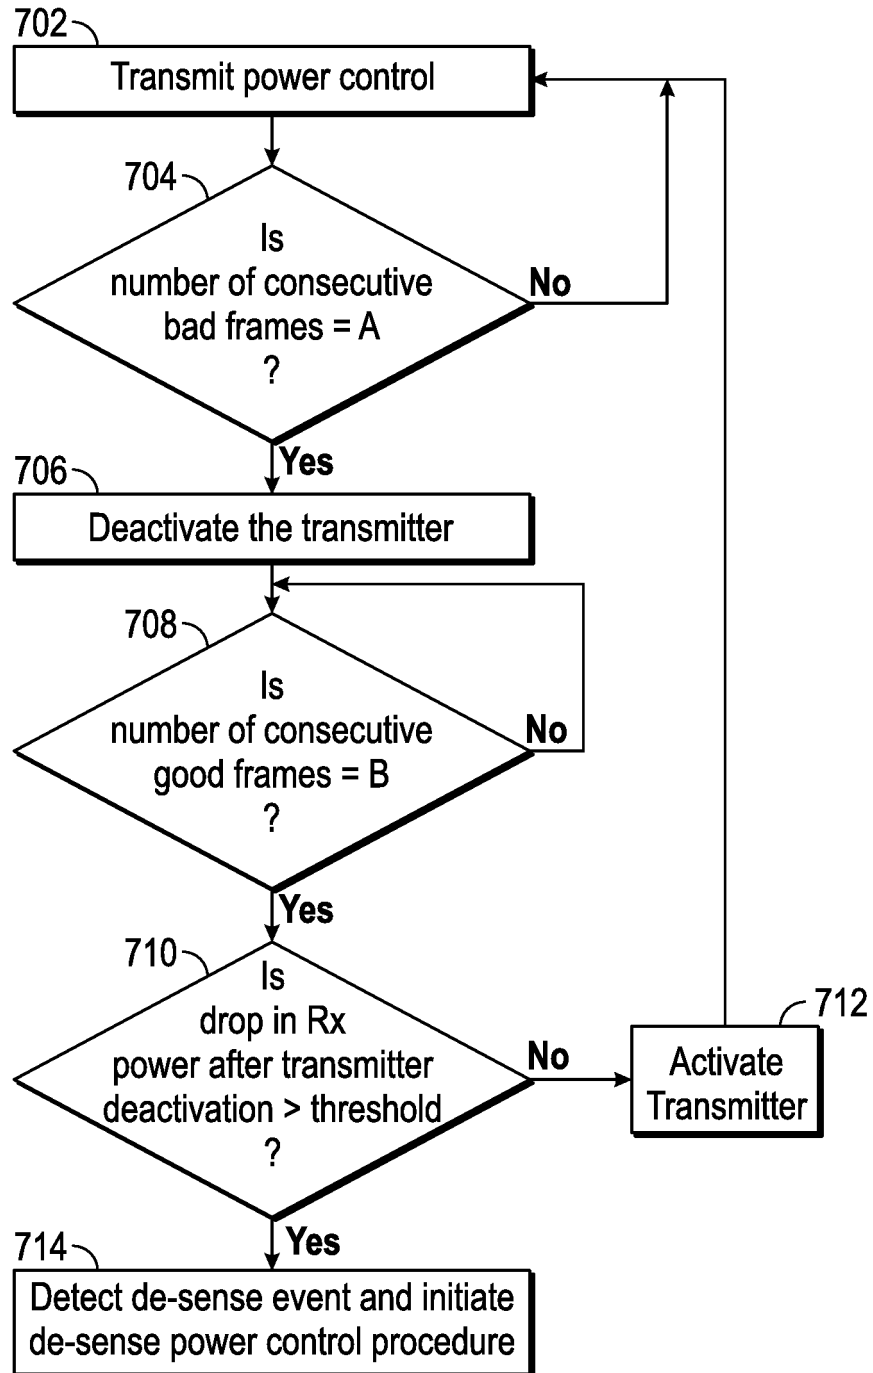 702
Transmit power control
704
Is
number of consecutive
bad frames = A
?
No
Yes
706
Deactivate the transmitter
708
Is
number of consecutive
good frames = B
?
No
Yes
710
Is
drop in Rx
power after transmitter
deactivation > threshold
?
No
712
Activate
Transmitter
Yes
714
Detect de-sense event and initiate
de-sense power control procedure